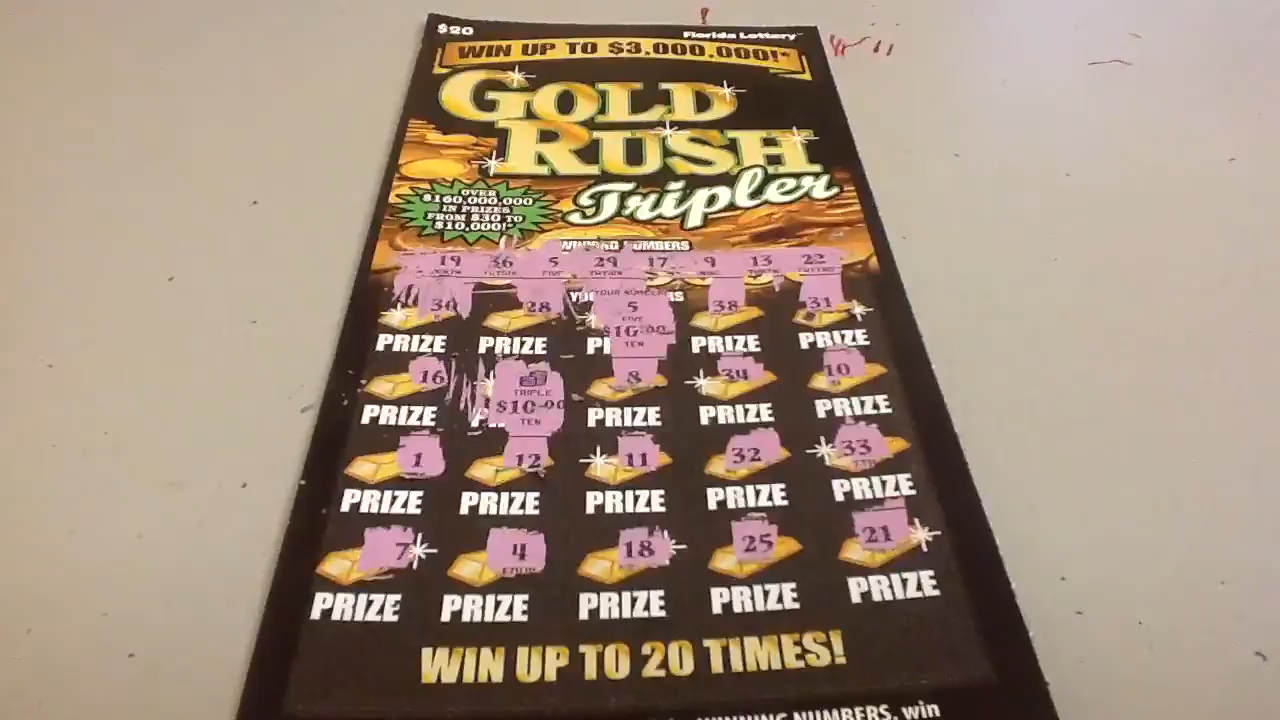 $20
Florida Lottery
WIN UP TO $3,000,000!*
GOLD
RUSH
Tripler
OVER
$160,000,000
IN PRIZES
FROM $30 TO
$10,000!*
WINNING NUMBERS
19 36 5 29 17 9 13 22
YOUR NUMBERS
30 28 5 38 31
FIVE
$10.00
TEN
PRIZE PRIZE PRIZE PRIZE
16 8 34 10
TRIPLE
$10.00
TEN
PRIZE PRIZE PRIZE PRIZE
1 12 11 32 33
PRIZE PRIZE PRIZE PRIZE PRIZE
7 4 18 25 21
PRIZE PRIZE PRIZE PRIZE PRIZE
WIN UP TO 20 TIMES!
WINNING NUMBERS, win